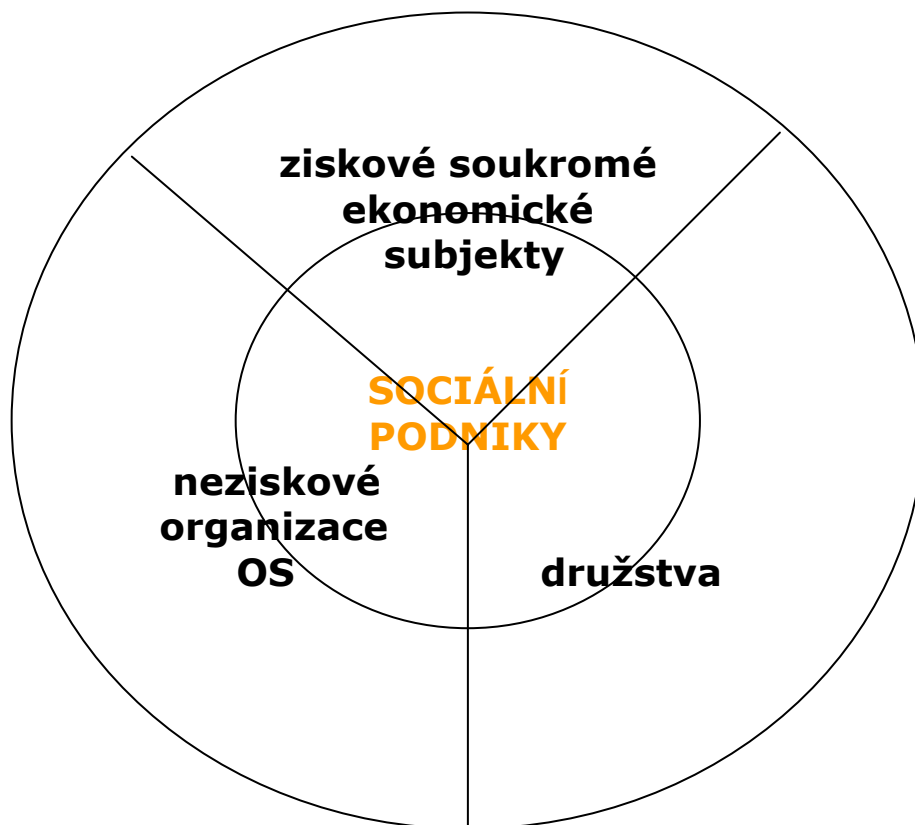 ziskové soukromé
ekonomické
subjekty
SOCIÁLNÍ
PODNIKY
neziskové
organizace
OS
družstva